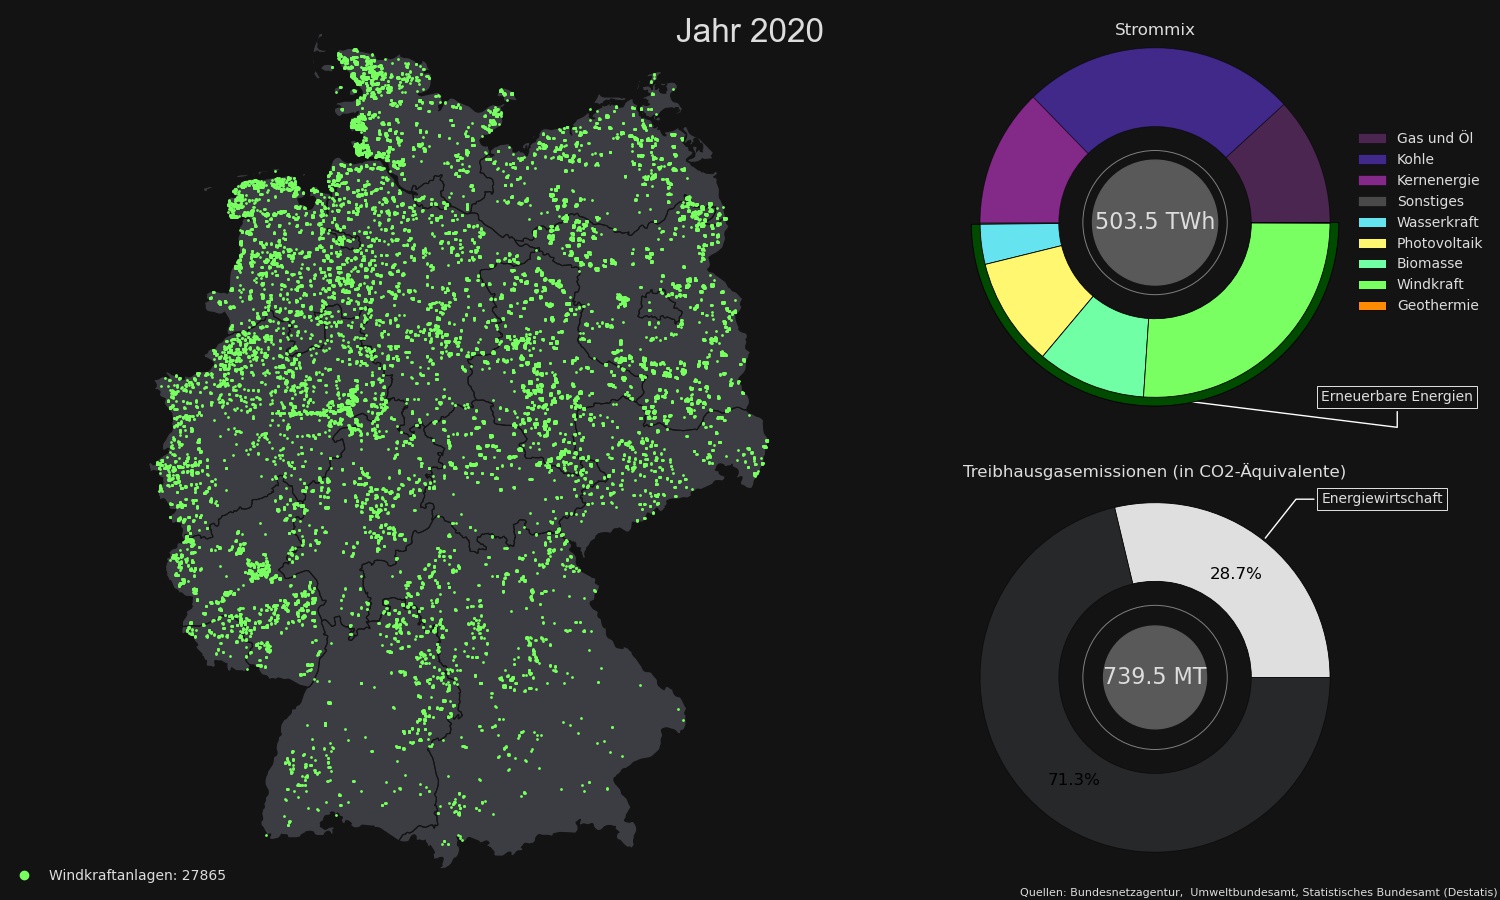 Jahr 2020
Strommix
503.5 TWh
Gas und Öl
Kohle
Kernenergie
Sonstiges
Wasserkraft
Photovoltaik
Biomasse
Windkraft
Geothermie
Erneuerbare Energien
Treibhausgasemissionen (in CO2-Äquivalente)
Energiewirtschaft
28.7%
739.5 MT
71.3%
Windkraftanlagen: 27865
Quellen: Bundesnetzagentur, Umweltbundesamt, Statistisches Bundesamt (Destatis)